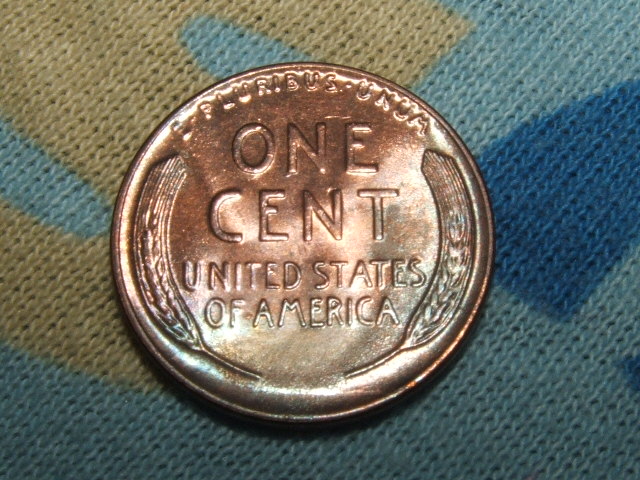 E·PLURIBUS·UNUM
ONE
CENT
UNITED STATES
OF·AMERICA